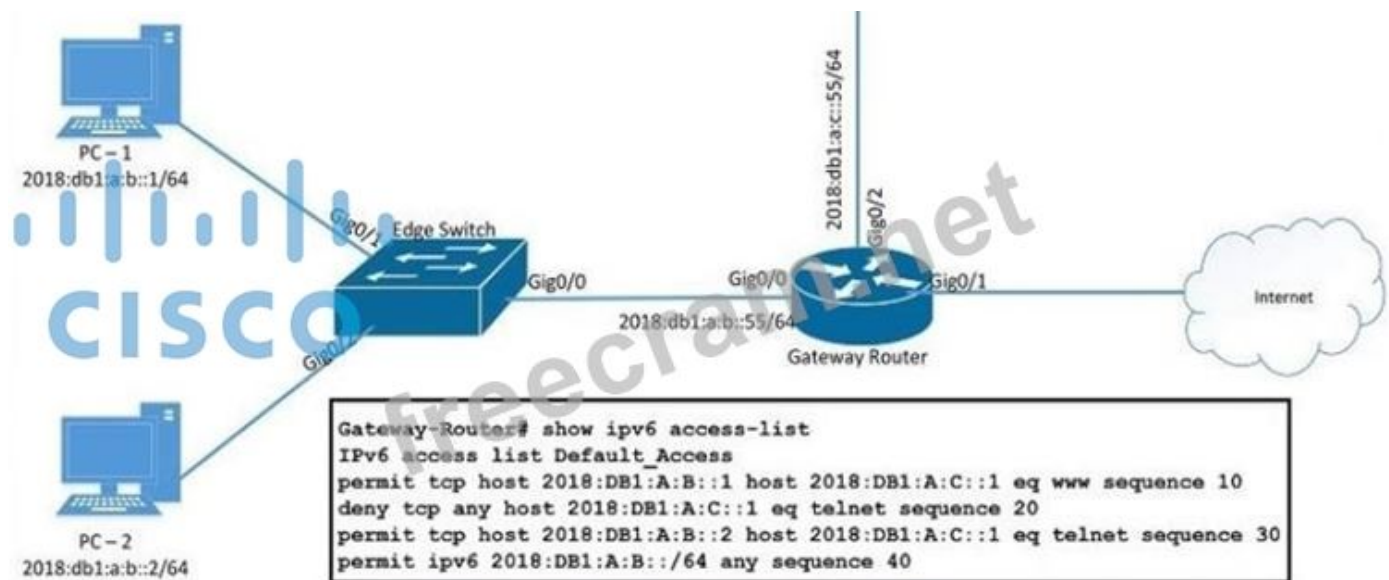 2018:db1:a:c::55/64
Gig0/2
PC – 1
2018:db1:a:b::1/64
Gig0/1
Edge Switch
Gig0/0
Gig0/0
Gig0/1
Internet
CISCO
2018:db1:a:b::55/64
Gateway Router
Gig0/2
freecram.net
PC – 2
2018:db1:a:b::2/64
Gateway-Router# show ipv6 access-list
IPv6 access list Default_Access
permit tcp host 2018:DB1:A:B::1 host 2018:DB1:A:C::1 eq www sequence 10
deny tcp any host 2018:DB1:A:C::1 eq telnet sequence 20
permit tcp host 2018:DB1:A:B::2 host 2018:DB1:A:C::1 eq telnet sequence 30
permit ipv6 2018:DB1:A:B::/64 any sequence 40